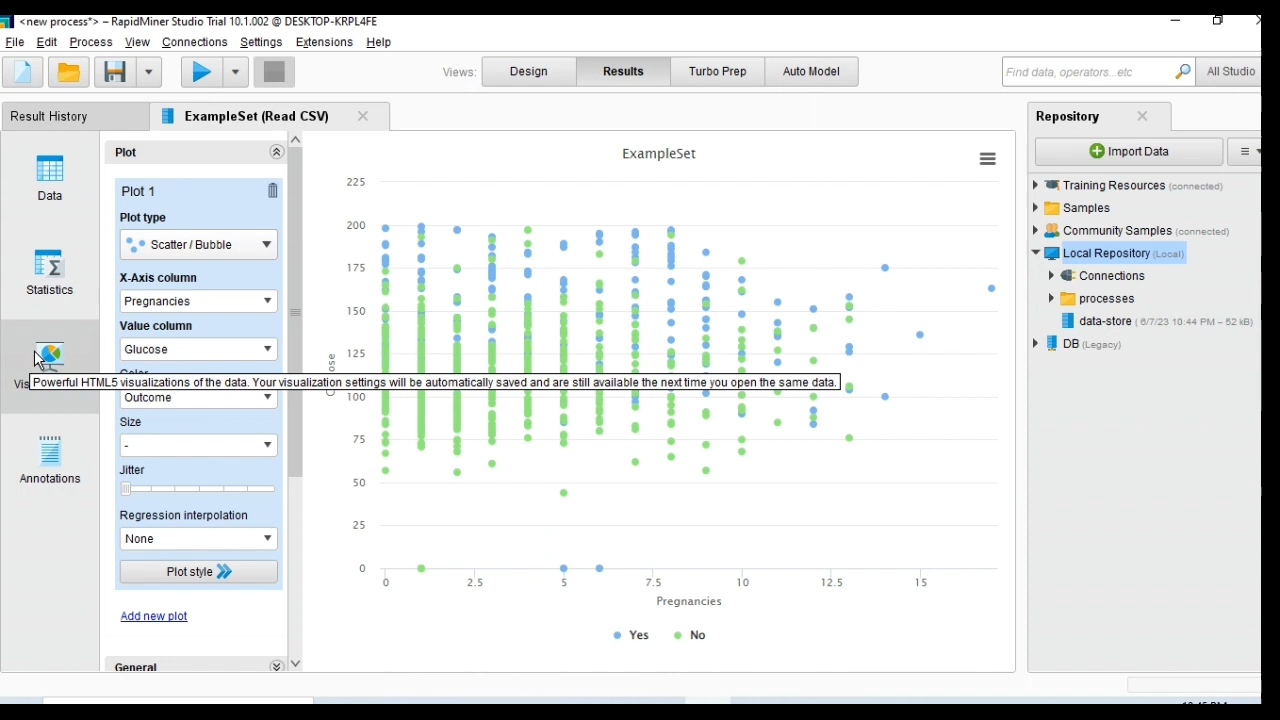 <new process*> – RapidMiner Studio Trial 10.1.002 @ DESKTOP-KRPL4FE
File Edit Process View Connections Settings Extensions Help
Views: Design Results Turbo Prep Auto Model
Find data, operators...etc
All Studio
Result History
ExampleSet (Read CSV)
Data
Statistics
Annotations
Plot
Plot 1
Plot type
Scatter / Bubble
X-Axis column
Pregnancies
Value column
Glucose
Powerful HTML5 visualizations of the data. Your visualization settings will be automatically saved and are still available the next time you open the same data.
Outcome
Size
-
Jitter
Regression interpolation
None
Plot style
Add new plot
General
ExampleSet
225
200
175
150
125
100
75
50
25
0
0 2.5 5 7.5 10 12.5 15
Pregnancies
Yes No
Repository
Import Data
Training Resources (connected)
Samples
Community Samples (connected)
Local Repository (Local)
Connections
processes
data-store ( 6/7/23 10:44 PM – 52 kB)
DB (Legacy)